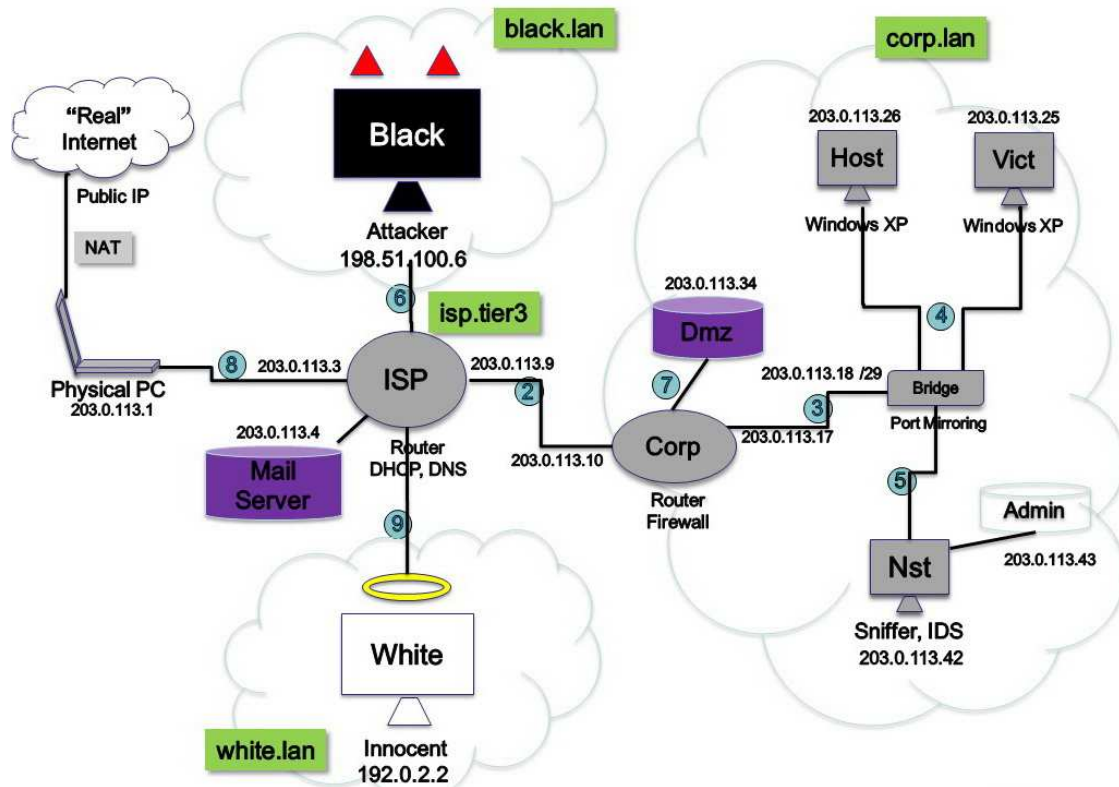 black.lan
corp.lan
"Real"
Internet
Public IP
NAT
Physical PC
203.0.113.1
8
203.0.113.3
Black
Attacker
198.51.100.6
6
isp.tier3
ISP
203.0.113.9
2
Router
DHCP, DNS
203.0.113.4
Mail
Server
9
White
Innocent
192.0.2.2
white.lan
203.0.113.10
Corp
Router
Firewall
7
203.0.113.34
Dmz
203.0.113.17
3
203.0.113.18 /29
Bridge
Port Mirroring
4
203.0.113.26
Host
Windows XP
203.0.113.25
Vict
Windows XP
5
Nst
Sniffer, IDS
203.0.113.42
Admin
203.0.113.43